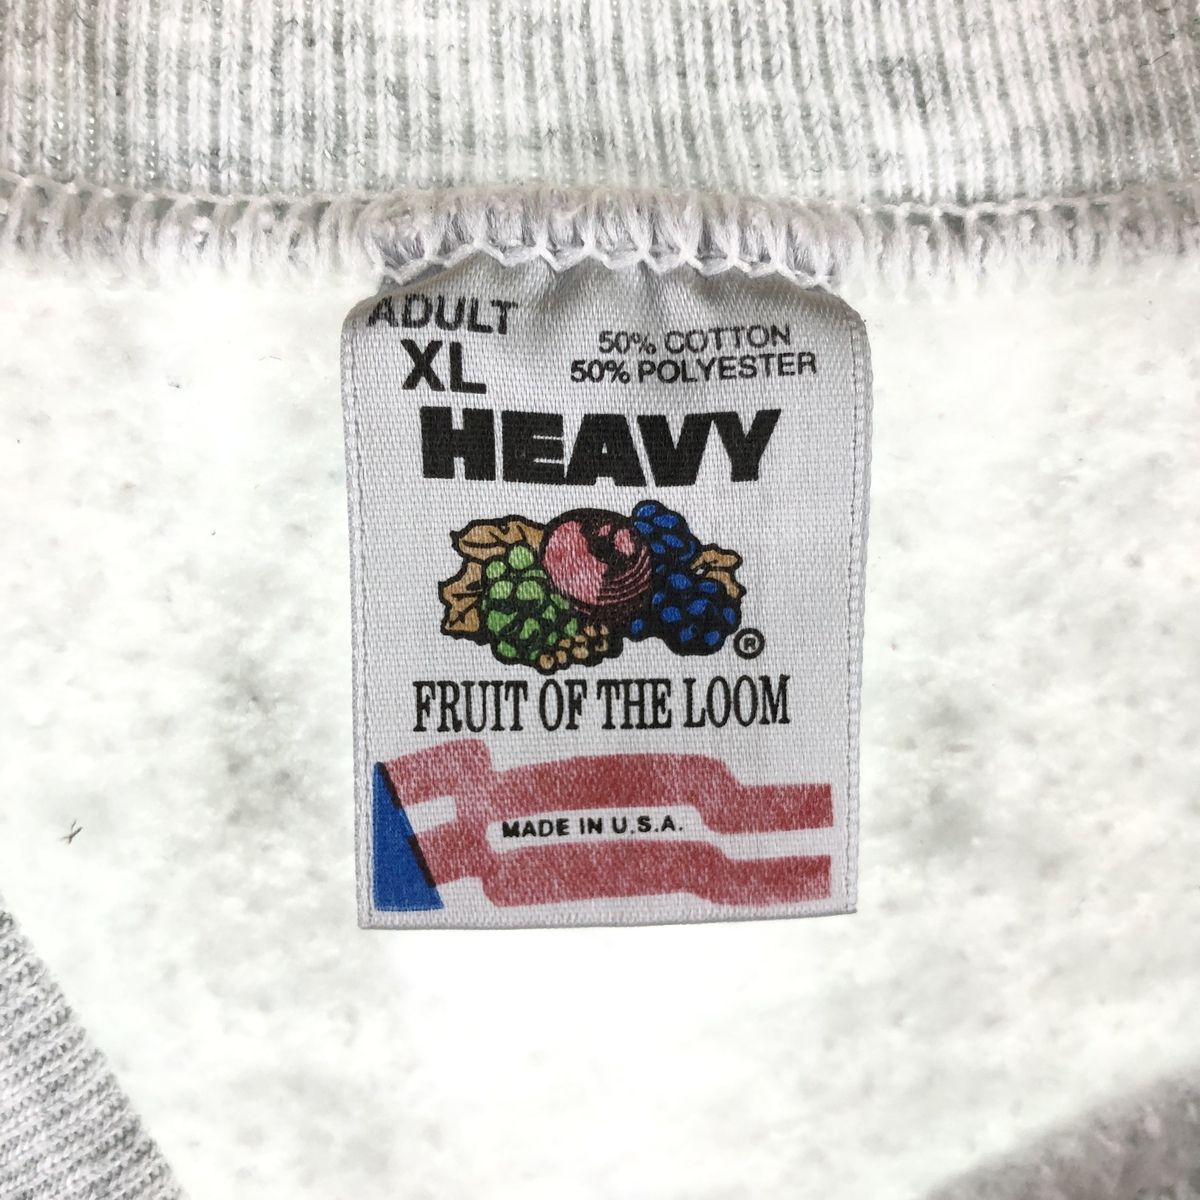 ADULT
XL
50% COTTON
50% POLYESTER
HEAVY
®
FRUIT OF THE LOOM
MADE IN U.S.A.